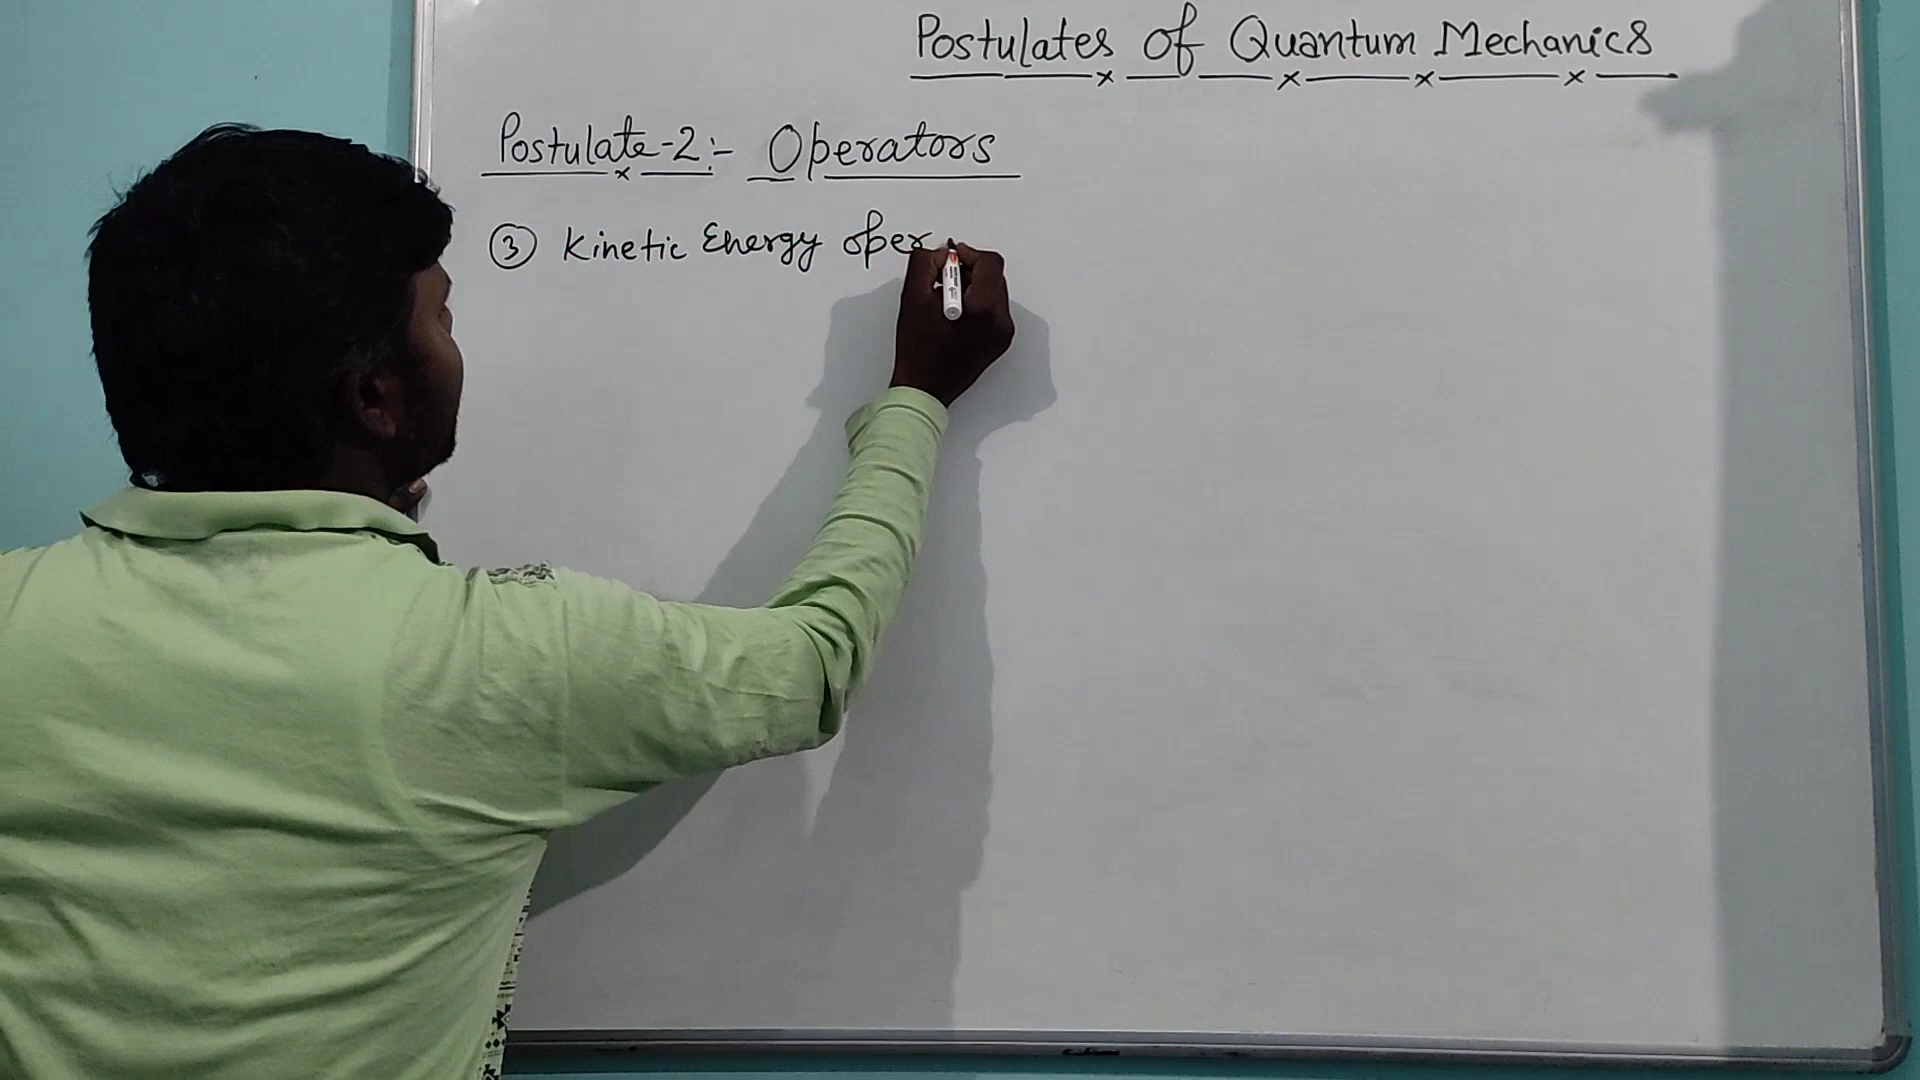 Postulates of Quantum Mechanics
Postulate-2:- Operators
③ Kinetic Energy oper